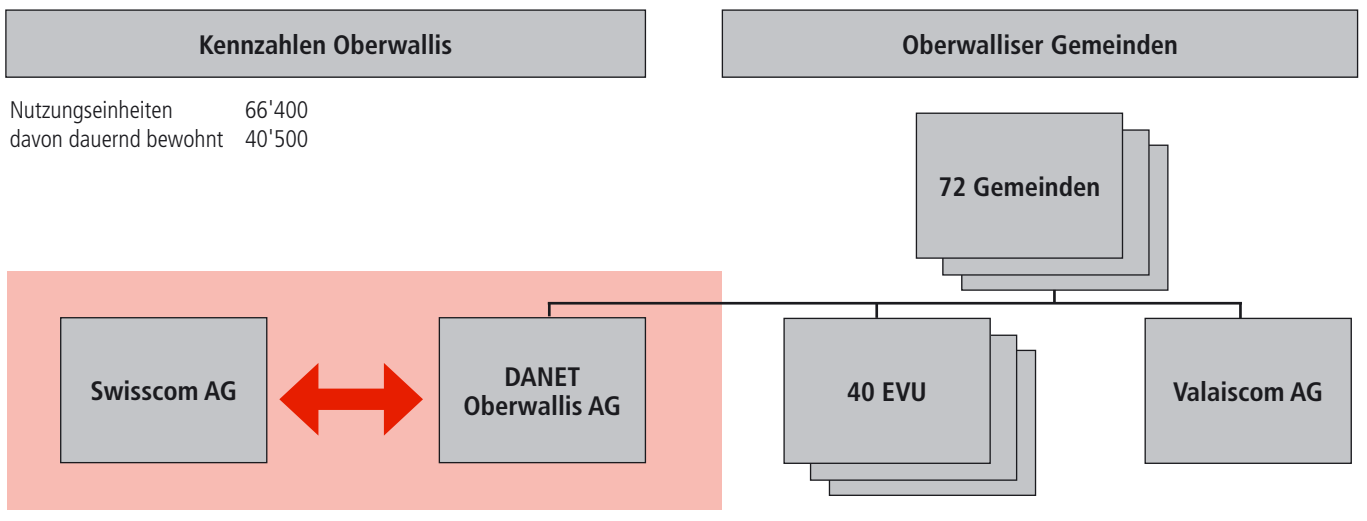 Kennzahlen Oberwallis
Oberwalliser Gemeinden
Nutzungseinheiten 66'400
davon dauernd bewohnt 40'500
72 Gemeinden
Swisscom AG
DANET
Oberwallis AG
40 EVU
Valaiscom AG